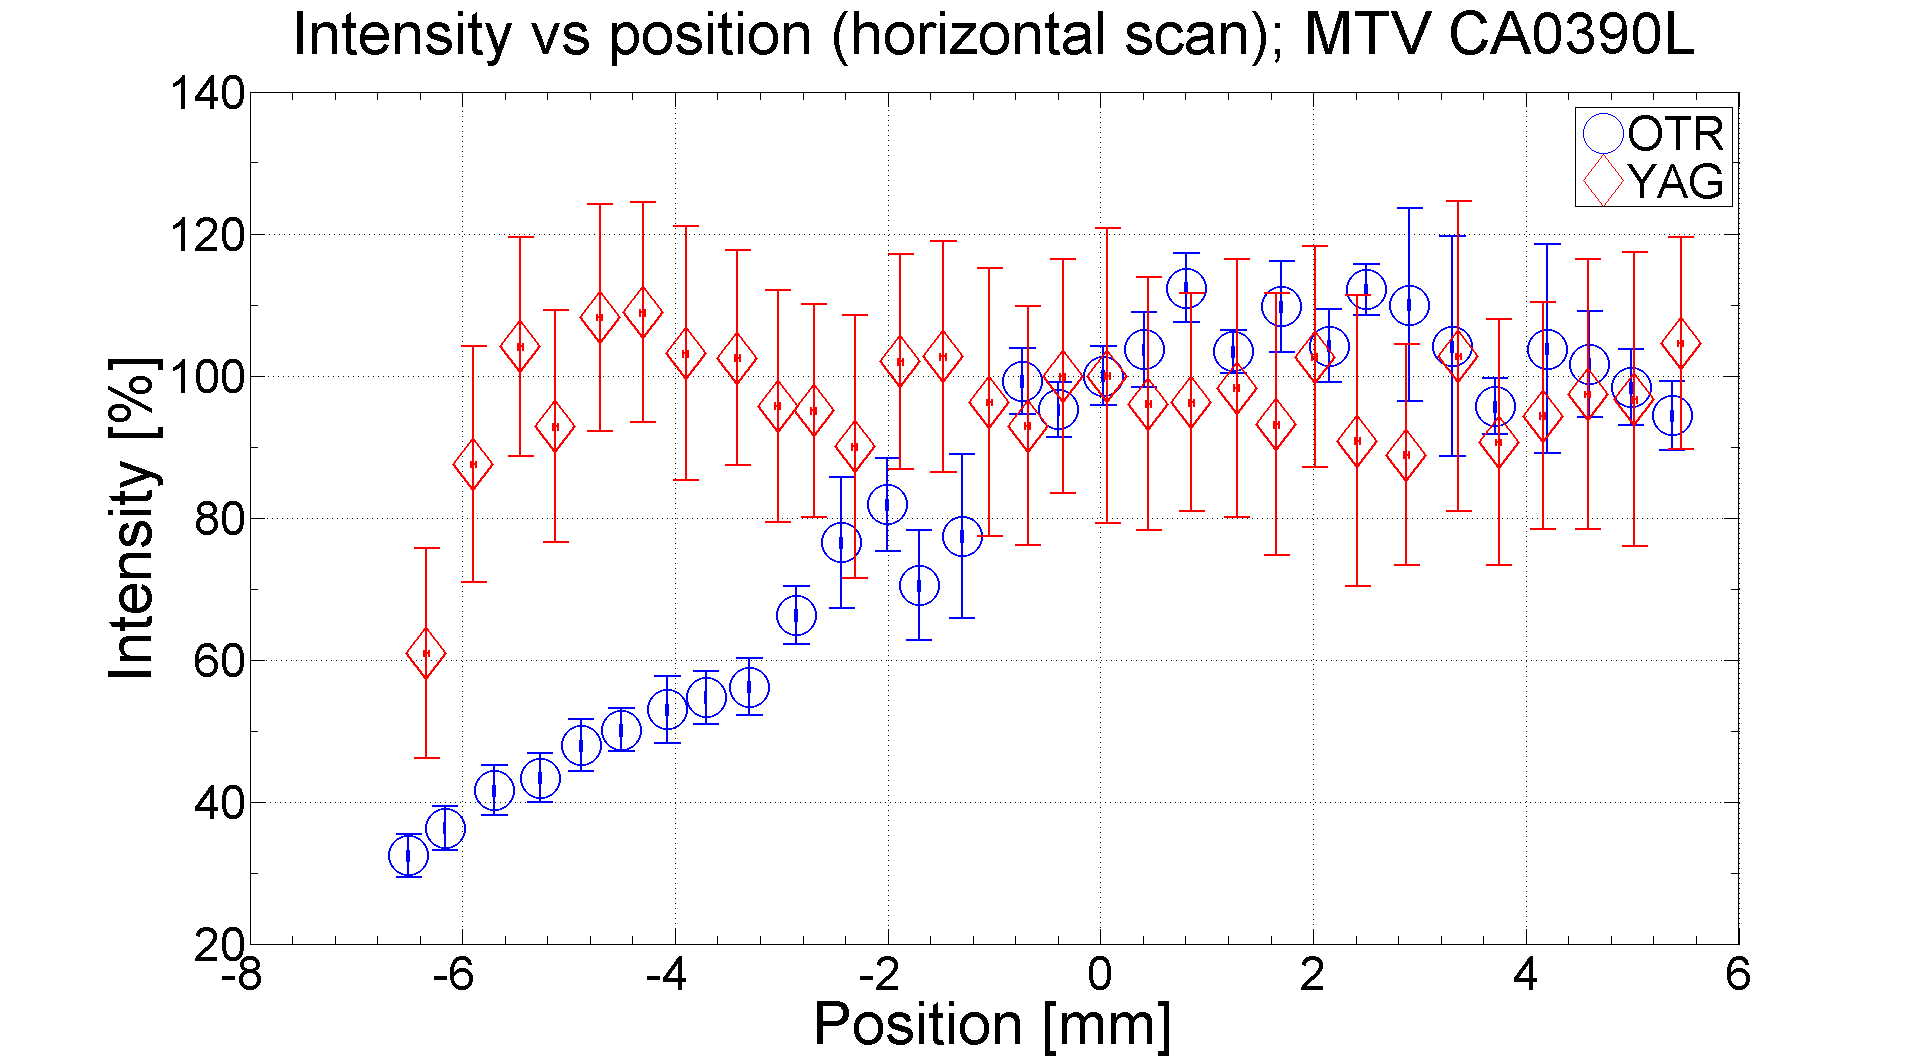 Intensity vs position (horizontal scan); MTV CA0390L
140
120
100
80
60
40
20
Intensity [%]
OTR
YAG
-8 -6 -4 -2 0 2 4 6
Position [mm]